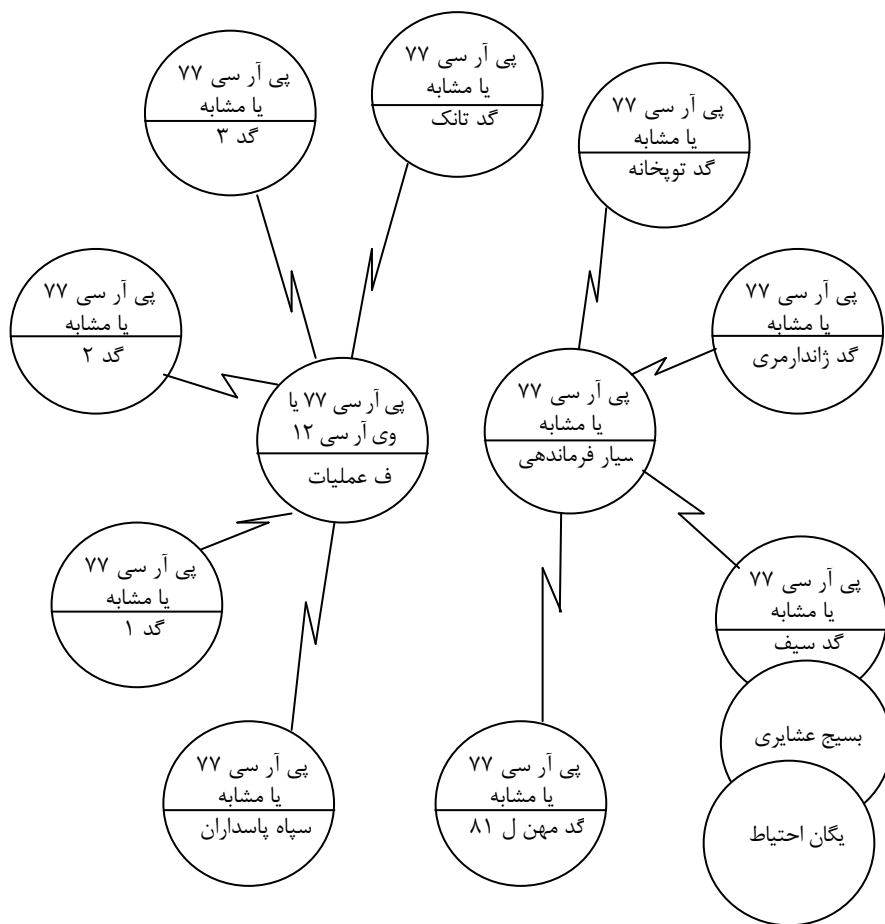 پی آر سی ۷۷
یا مشابه
گد توپخانه
پی آر سی ۷۷
یا مشابه
گد تانک
پی آر سی ۷۷
یا مشابه
گد ۳
پی آر سی ۷۷
یا مشابه
گد ژاندارمری
پی آر سی ۷۷
یا مشابه
گد ۲
پی آر سی ۷۷
یا مشابه
سیار فرماندهی
پی آر سی ۷۷ یا
وی آر سی ۱۲
ف عملیات
پی آر سی ۷۷
یا مشابه
گد سیف
پی آر سی ۷۷
یا مشابه
گد ۱
بسیج عشایری
یگان احتیاط
پی آر سی ۷۷
یا مشابه
گد مهن ل ۸۱
پی آر سی ۷۷
یا مشابه
سپاه پاسداران